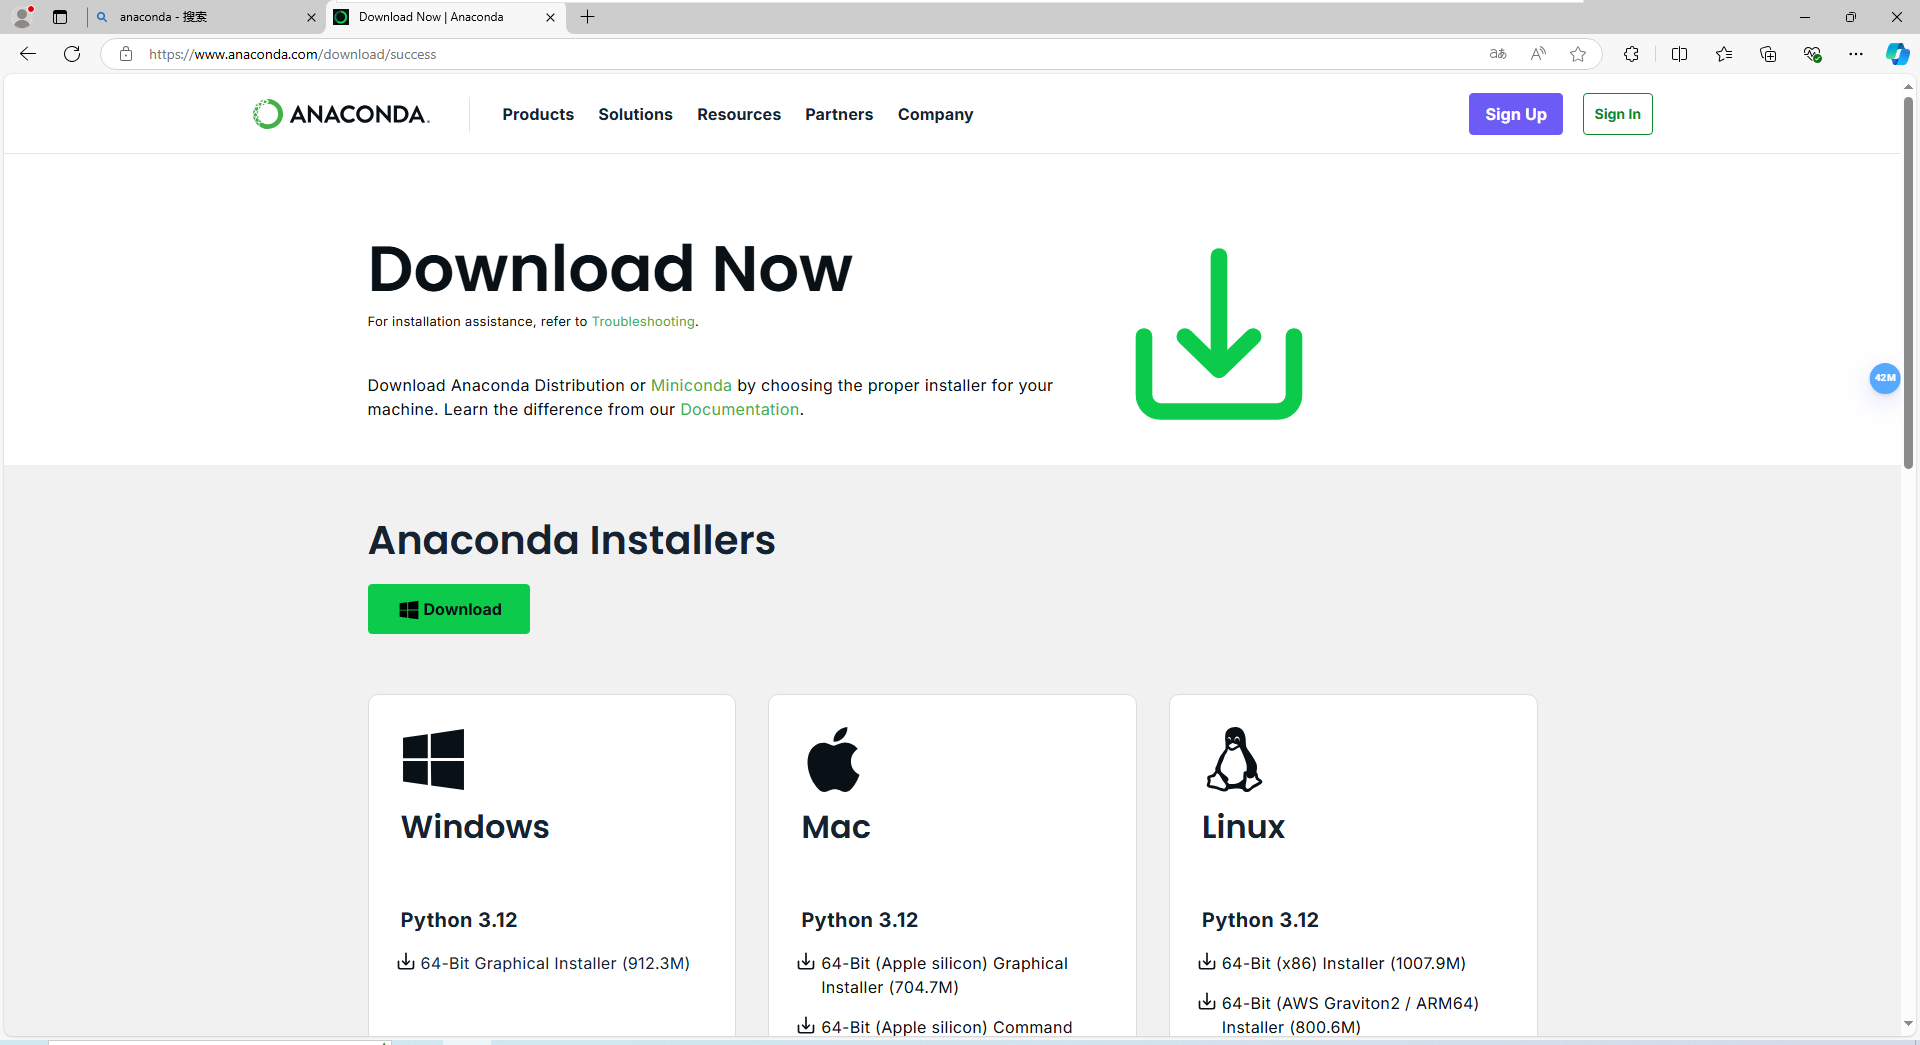 anaconda - 搜索
Download Now | Anaconda
https://www.anaconda.com/download/success
ANACONDA.
Products
Solutions
Resources
Partners
Company
Sign Up
Sign In
Download Now
For installation assistance, refer to Troubleshooting.
Download Anaconda Distribution or Miniconda by choosing the proper installer for your
machine. Learn the difference from our Documentation.
42M
Anaconda Installers
Download
Windows
Python 3.12
64-Bit Graphical Installer (912.3M)
Mac
Python 3.12
64-Bit (Apple silicon) Graphical
Installer (704.7M)
64-Bit (Apple silicon) Command
Linux
Python 3.12
64-Bit (x86) Installer (1007.9M)
64-Bit (AWS Graviton2 / ARM64)
Installer (800.6M)